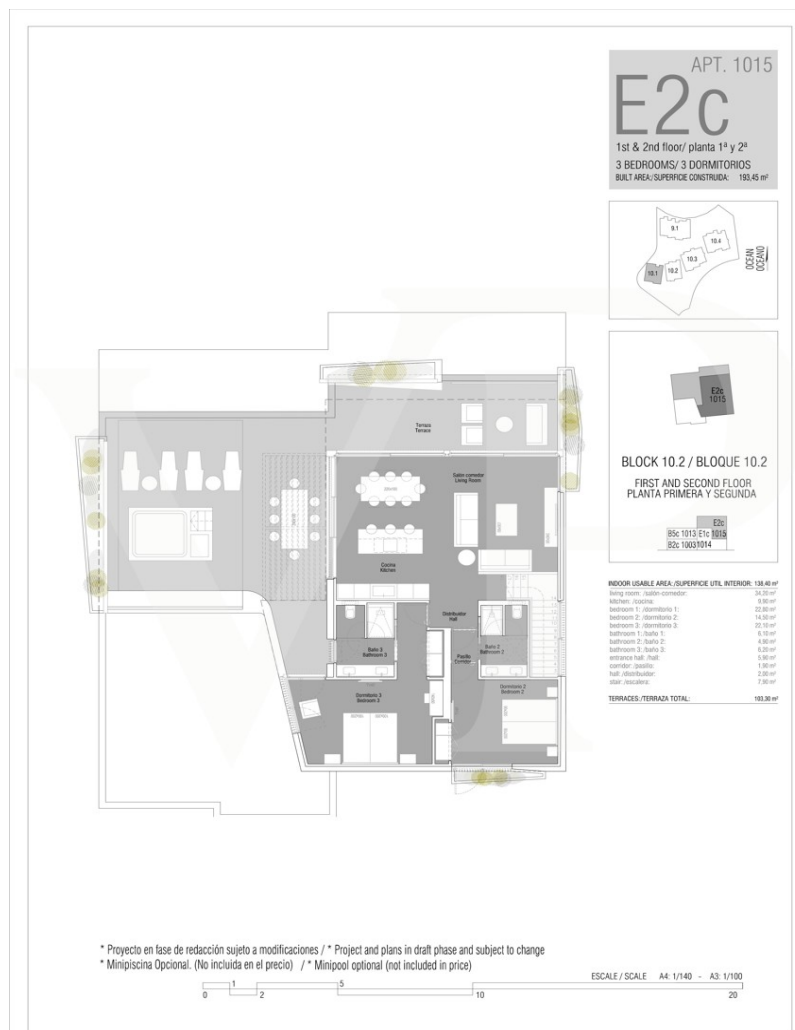 APT. 1015
E2c
1st & 2nd floor/ planta 1ª y 2ª
3 BEDROOMS/ 3 DORMITORIOS
BUILT AREA:/SUPERFICIE CONSTRUIDA: 193,45 m²
9.1
10.4
10.3
10.2
10.1
OCEAN
OCEANO
E2c
1015
BLOCK 10.2 / BLOQUE 10.2
FIRST AND SECOND FLOOR
PLANTA PRIMERA Y SEGUNDA
E2c
B5c 1013 E1c 1015
B2c 1003 1014
INDOOR USABLE AREA:/SUPERFICIE UTIL INTERIOR: 138,40 m²
living room: /salón-comedor: 34,20 m²
kitchen: /cocina: 9,90 m²
bedroom 1: /dormitorio 1: 22,80 m²
bedroom 2: /dormitorio 2: 14,50 m²
bedroom 3: /dormitorio 3: 22,10 m²
bathroom 1: /baño 1: 6,10 m²
bathroom 2: /baño 2: 4,90 m²
bathroom 3: /baño 3: 6,20 m²
entrance hall: /hall: 5,90 m²
corridor: /pasillo: 1,90 m²
hall: /distribuidor: 2,00 m²
stair: /escalera: 7,90 m²
TERRACES:/TERRAZA TOTAL: 103,30 m²
Terraza
Terrace
Salón comedor
Living Room
Cocina
Kitchen
Distribuidor
Hall
Baño 3
Bathroom 3
Baño 2
Bathroom 2
Pasillo
Corridor
Dormitorio 3
Bedroom 3
Dormitorio 2
Bedroom 2
* Proyecto en fase de redacción sujeto a modificaciones / * Project and plans in draft phase and subject to change
* Minipiscina Opcional. (No incluida en el precio) / * Minipool optional (not included in price)
ESCALE / SCALE A4: 1/140 - A3: 1/100
0 1 2 5 10 20